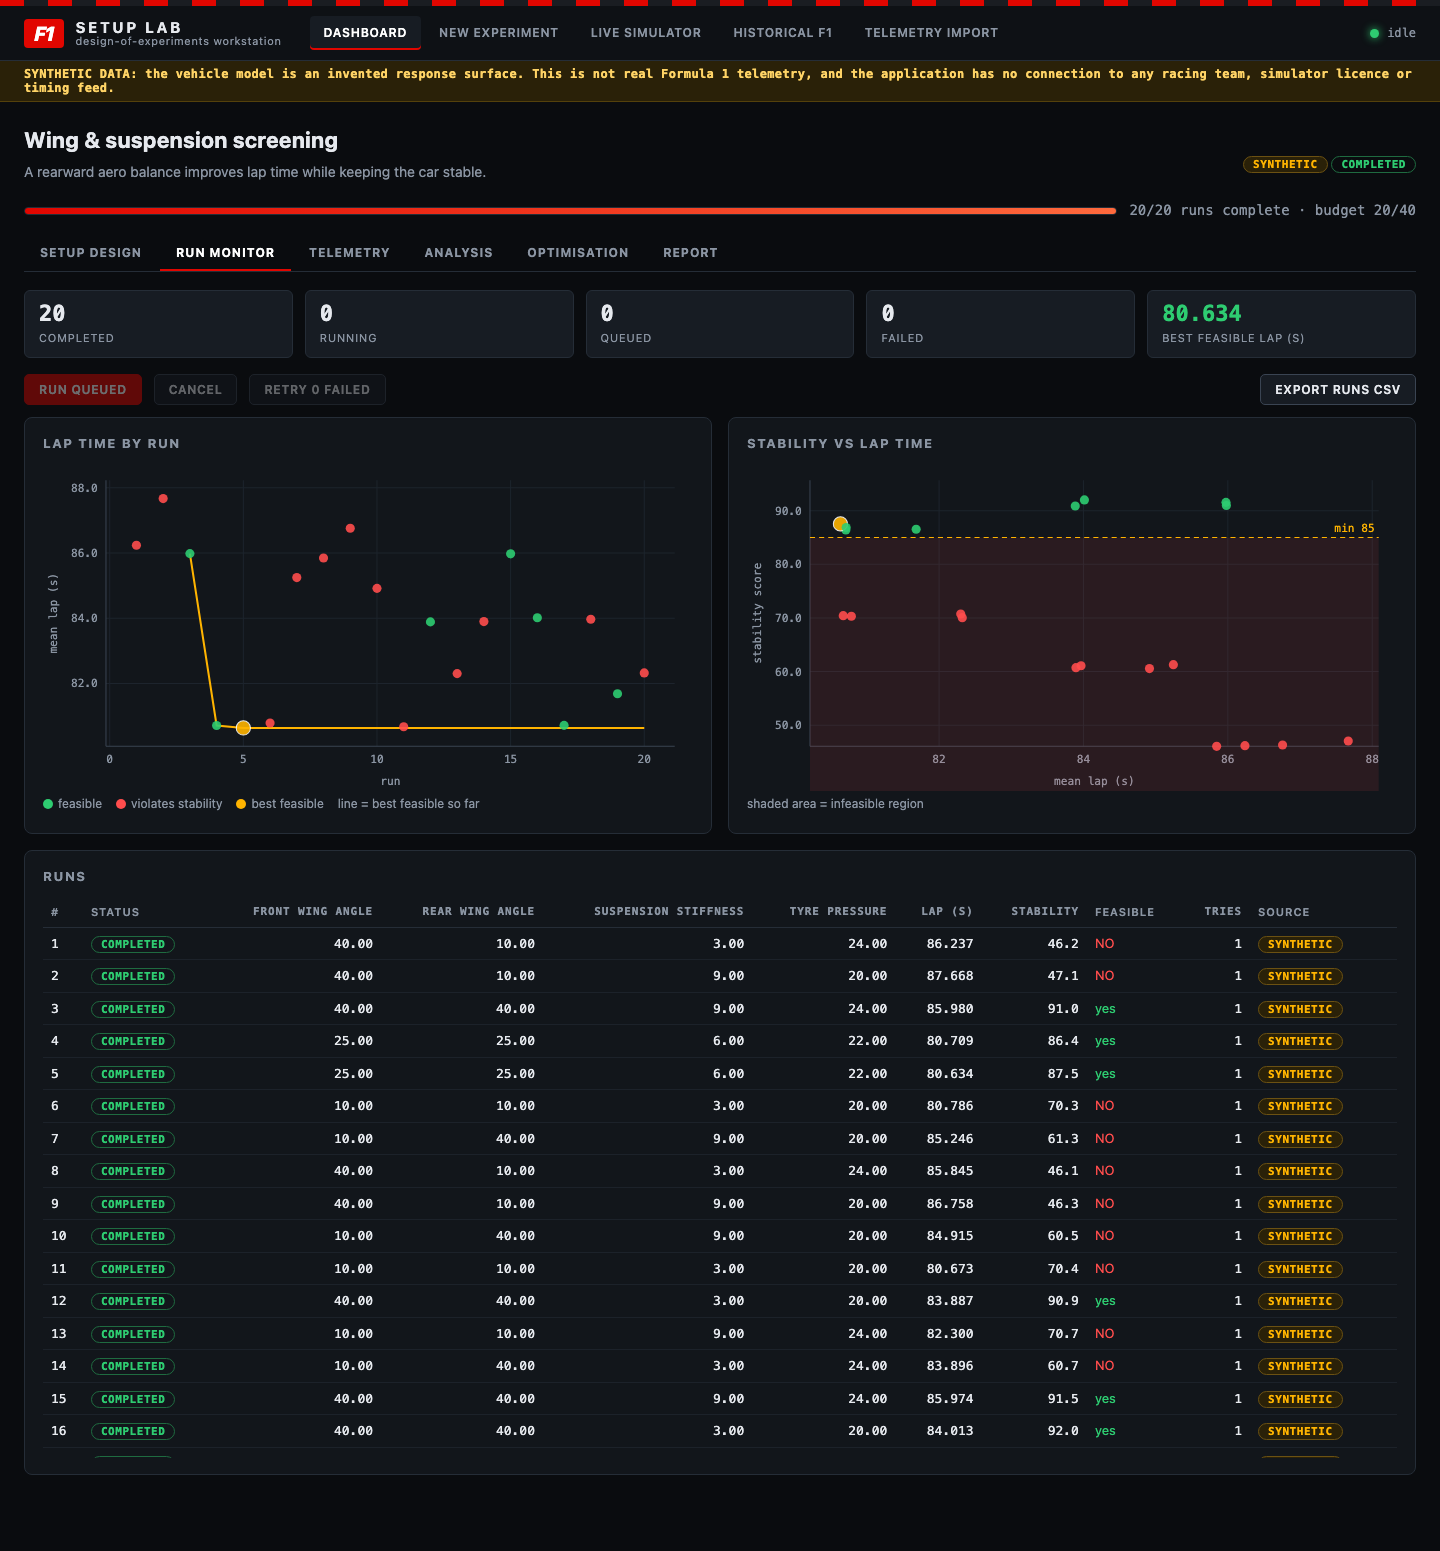 F1 SETUP LAB
design-of-experiments workstation
DASHBOARD NEW EXPERIMENT LIVE SIMULATOR HISTORICAL F1 TELEMETRY IMPORT
idle
SYNTHETIC DATA: the vehicle model is an invented response surface. This is not real Formula 1 telemetry, and the application has no connection to any racing team, simulator licence or
timing feed.
Wing & suspension screening
A rearward aero balance improves lap time while keeping the car stable.
SYNTHETIC COMPLETED
20/20 runs complete · budget 20/40
SETUP DESIGN RUN MONITOR TELEMETRY ANALYSIS OPTIMISATION REPORT
20
COMPLETED
0
RUNNING
0
QUEUED
0
FAILED
80.634
BEST FEASIBLE LAP (S)
RUN QUEUED CANCEL RETRY 0 FAILED EXPORT RUNS CSV
LAP TIME BY RUN
88.0
86.0
84.0
82.0
mean lap (s)
0 5 10 15 20
run
feasible violates stability best feasible line = best feasible so far
STABILITY VS LAP TIME
90.0
80.0
70.0
60.0
50.0
stability score
min 85
82 84 86 88
mean lap (s)
shaded area = infeasible region
RUNS
# STATUS FRONT WING ANGLE REAR WING ANGLE SUSPENSION STIFFNESS TYRE PRESSURE LAP (S) STABILITY FEASIBLE TRIES SOURCE
1 COMPLETED 40.00 10.00 3.00 24.00 86.237 46.2 NO 1 SYNTHETIC
2 COMPLETED 40.00 10.00 9.00 20.00 87.668 47.1 NO 1 SYNTHETIC
3 COMPLETED 40.00 40.00 9.00 24.00 85.980 91.0 yes 1 SYNTHETIC
4 COMPLETED 25.00 25.00 6.00 22.00 80.709 86.4 yes 1 SYNTHETIC
5 COMPLETED 25.00 25.00 6.00 22.00 80.634 87.5 yes 1 SYNTHETIC
6 COMPLETED 10.00 10.00 3.00 20.00 80.786 70.3 NO 1 SYNTHETIC
7 COMPLETED 10.00 40.00 9.00 20.00 85.246 61.3 NO 1 SYNTHETIC
8 COMPLETED 40.00 10.00 3.00 24.00 85.845 46.1 NO 1 SYNTHETIC
9 COMPLETED 40.00 10.00 9.00 20.00 86.758 46.3 NO 1 SYNTHETIC
10 COMPLETED 10.00 40.00 9.00 20.00 84.915 60.5 NO 1 SYNTHETIC
11 COMPLETED 10.00 10.00 3.00 20.00 80.673 70.4 NO 1 SYNTHETIC
12 COMPLETED 40.00 40.00 3.00 20.00 83.887 90.9 yes 1 SYNTHETIC
13 COMPLETED 10.00 10.00 9.00 24.00 82.300 70.7 NO 1 SYNTHETIC
14 COMPLETED 10.00 40.00 3.00 24.00 83.896 60.7 NO 1 SYNTHETIC
15 COMPLETED 40.00 40.00 9.00 24.00 85.974 91.5 yes 1 SYNTHETIC
16 COMPLETED 40.00 40.00 3.00 20.00 84.013 92.0 yes 1 SYNTHETIC